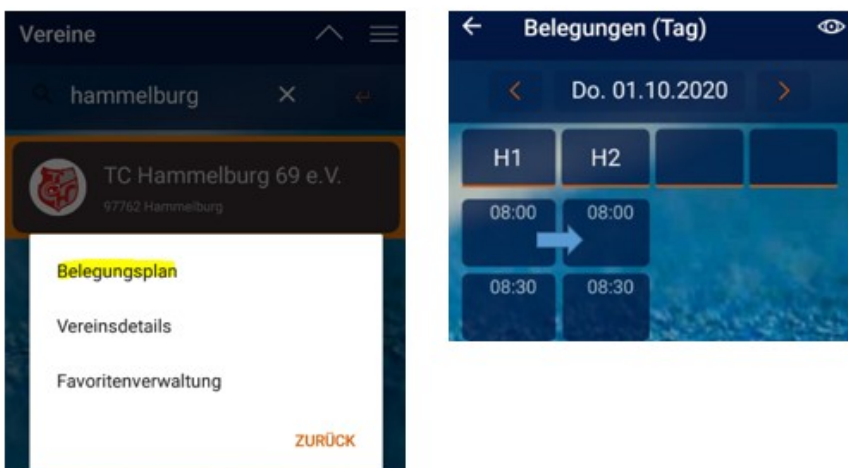 Vereine
hammelburg
TC Hammelburg 69 e.V.
97762 Hammelburg
Belegungsplan
Vereinsdetails
Favoritenverwaltung
ZURÜCK
Belegungen (Tag)
Do. 01.10.2020
H1 H2
08:00 08:00
08:30 08:30